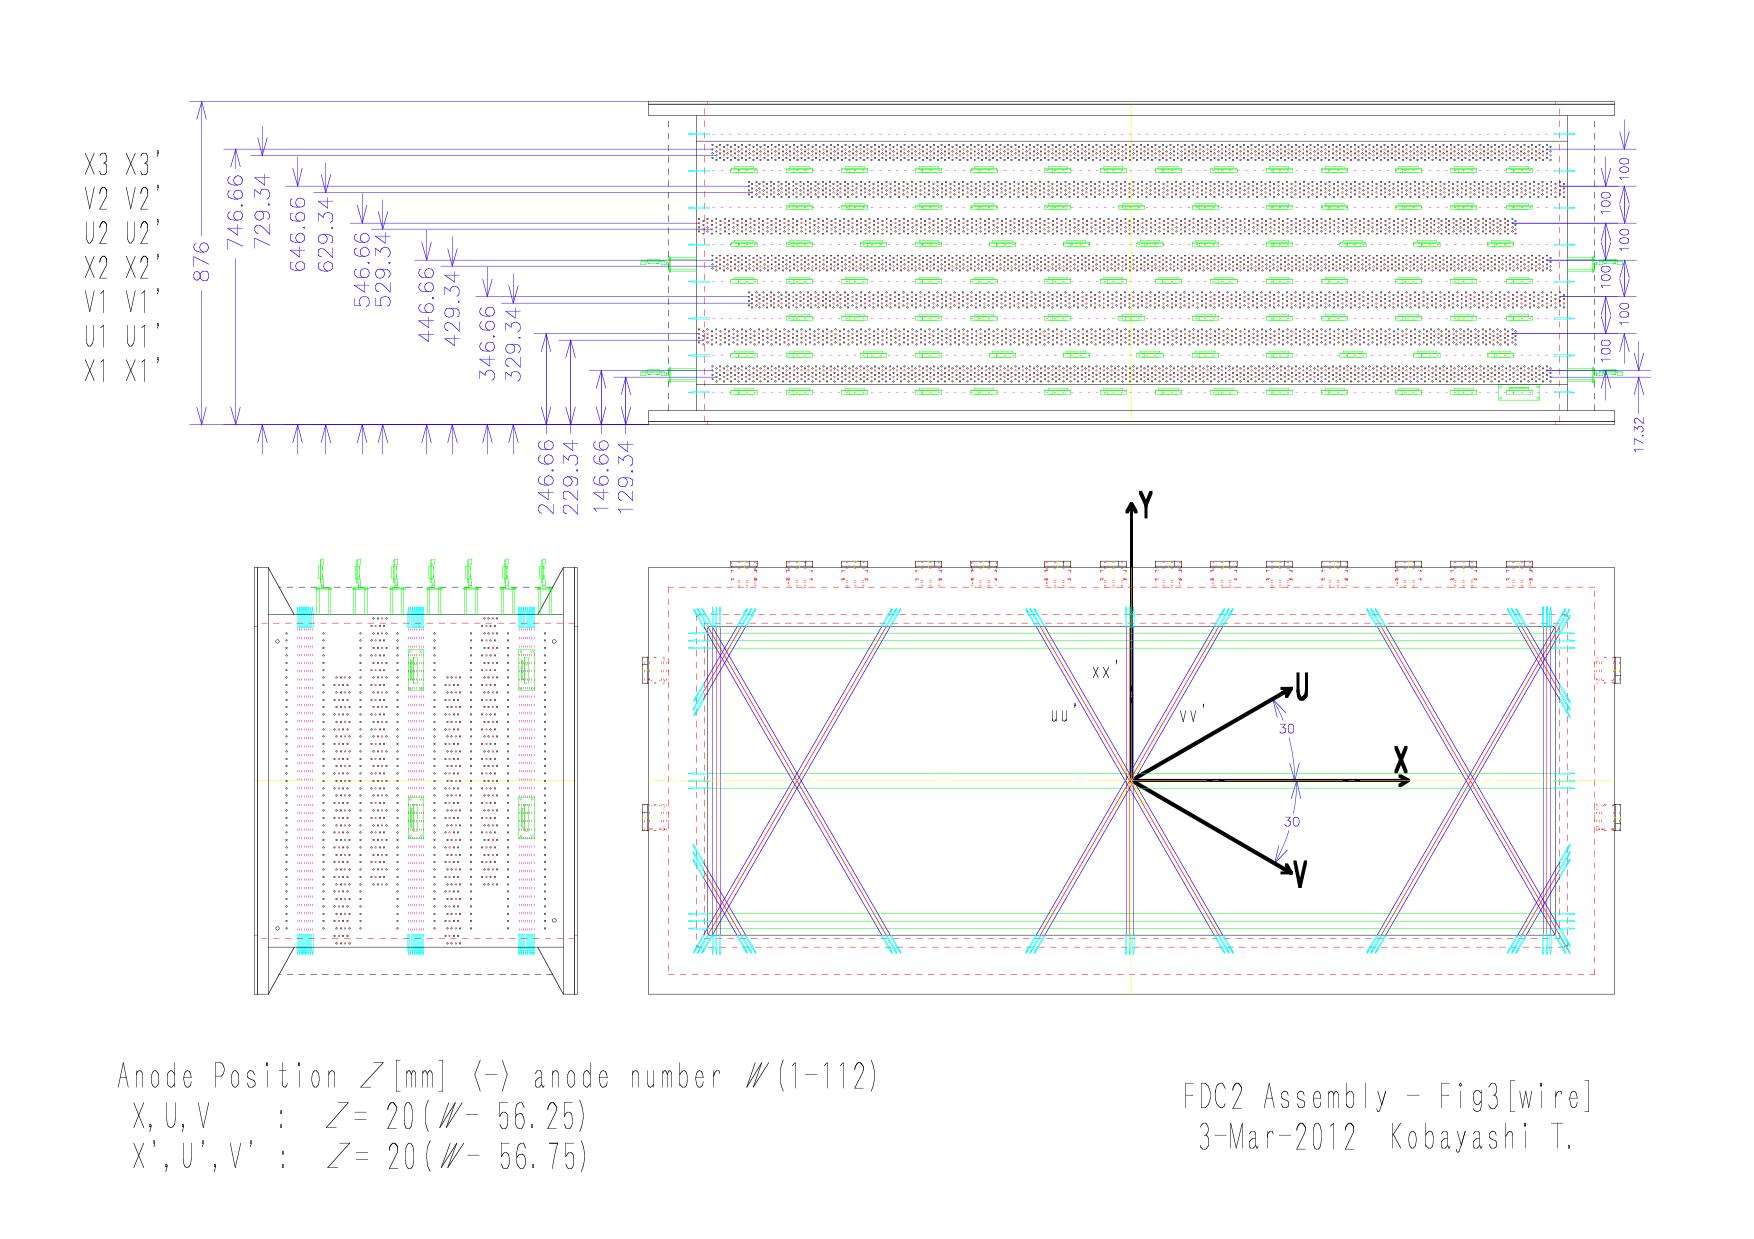 X3 X3'
V2 V2'
U2 U2'
X2 X2'
V1 V1'
U1 U1'
X1 X1'
876
746.66
729.34
646.66
629.34
546.66
529.34
446.66
429.34
346.66
329.34
246.66
229.34
146.66
129.34
100
100
100
100
100
100
17.32
Y
xx'
uu'
vv'
U
30
X
30
V
Anode Position Z[mm] <-> anode number W(1-112)
X,U,V : Z= 20(W- 56.25)
X',U',V' : Z= 20(W- 56.75)
FDC2 Assembly - Fig3[wire]
3-Mar-2012 Kobayashi T.